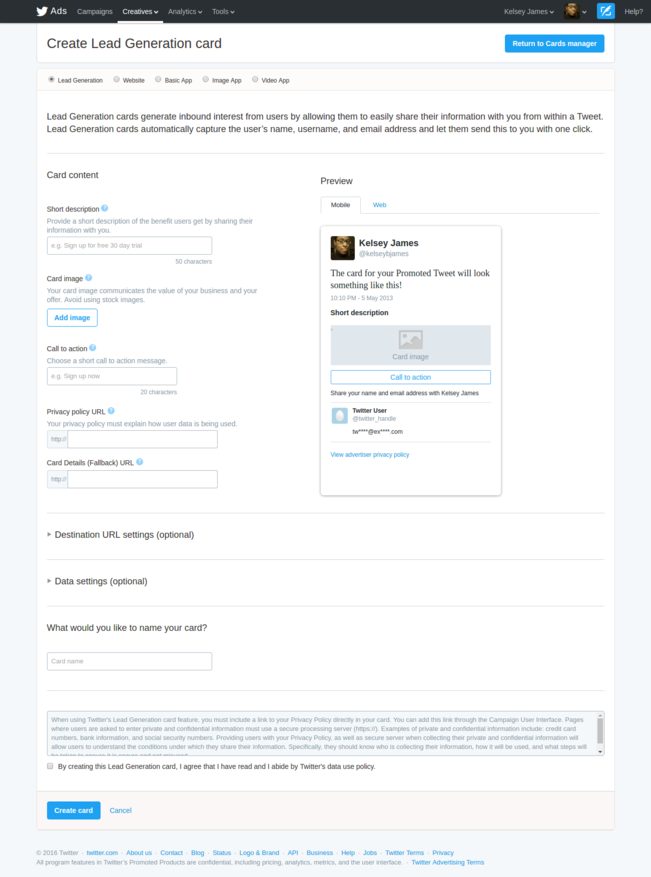 Ads Campaigns Creatives Analytics Tools Kelsey James Help?
Create Lead Generation card
Return to Cards manager
Lead Generation Website Basic App Image App Video App
Lead Generation cards generate inbound interest from users by allowing them to easily share their information with you from within a Tweet.
Lead Generation cards automatically capture the user's name, username, and email address and let them send this to you with one click.
Card content
Short description ?
Provide a short description of the benefit users get by sharing their
information with you.
e.g. Sign up for free 30 day trial
50 characters
Card image ?
Your card image communicates the value of your business and your
offer. Avoid using stock images.
Add image
Call to action ?
Choose a short call to action message.
e.g. Sign up now
20 characters
Privacy policy URL ?
Your privacy policy must explain how user data is being used.
http://
Card Details (Fallback) URL ?
http://
Preview
Mobile Web
Kelsey James
@kelseybjames
The card for your Promoted Tweet will look
something like this!
10:10 PM - 5 May 2013
Short description
Card image
Call to action
Share your name and email address with Kelsey James
Twitter User
@twitter_handle
tw****@ex****.com
View advertiser privacy policy
Destination URL settings (optional)
Data settings (optional)
What would you like to name your card?
Card name
When using Twitter's Lead Generation card feature, you must include a link to your Privacy Policy directly in your card. You can add this link through the Campaign User Interface. Pages
where users are asked to enter private and confidential information must use a secure processing server (https://). Examples of private and confidential information include: credit card
numbers, bank information, and social security numbers. Providing users with your Privacy Policy, as well as secure server when collecting their private and confidential information will
allow users to understand the conditions under which they share their information. Specifically, they should know who is collecting their information, how it will be used, and what steps will
By creating this Lead Generation card, I agree that I have read and I abide by Twitter's data use policy.
Create card Cancel
© 2016 Twitter · twitter.com · About us · Contact · Blog · Status · Logo & Brand · API · Business · Help · Jobs · Twitter Terms · Privacy
All program features in Twitter's Promoted Products are confidential, including pricing, analytics, metrics, and the user interface. · Twitter Advertising Terms